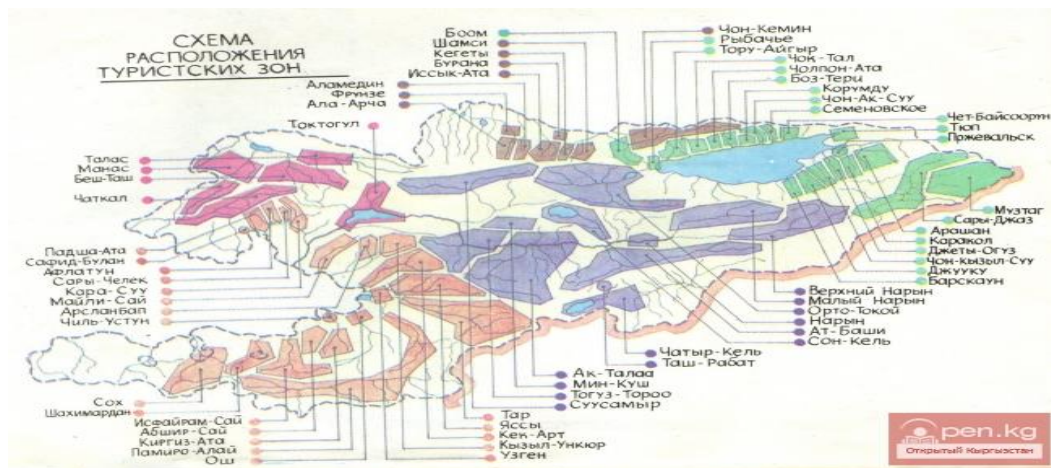 СХЕМА
РАСПОЛОЖЕНИЯ
ТУРИСТСКИХ ЗОН
Боом
Шамси
Кегеты
Бурана
Иссык-Ата
Аламедин
Фрунзе
Ала-Арча
Токтогул
Талас
Манас
Беш-Таш
Чаткал
Чон-Кемин
Рыбачье
Тору-Айгыр
Чок-Тал
Чолпон-Ата
Боз-Тери
Корумду
Чон-Ак-Суу
Семеновское
Чет-Байсоорун
Тюп
Пржевальск
Музтаг
Сары-Джаз
Арашан
Каракол
Джеты-Огуз
Чон-Кызыл-Суу
Джууку
Барскаун
Падша-Ата
Сафид-Булан
Афлатун
Сары-Челек
Кара-Суу
Майли-Сай
Арсланбап
Чиль-Устун
Верхний Нарын
Малый Нарын
Орто-Токой
Нарын
Ат-Баши
Сон-Кель
Чатыр-Кель
Таш-Рабат
Ак-Талаа
Мин-Куш
Тогуз-Тороо
Суусамыр
Сох
Шахимардан
Исфайрам-Сай
Абшир-Сай
Киргиз-Ата
Памиро-Алай
Ош
Тар
Яссы
Кек-Арт
Кызыл-Ункюр
Узген
Open.kg
Открытый Кыргызстан